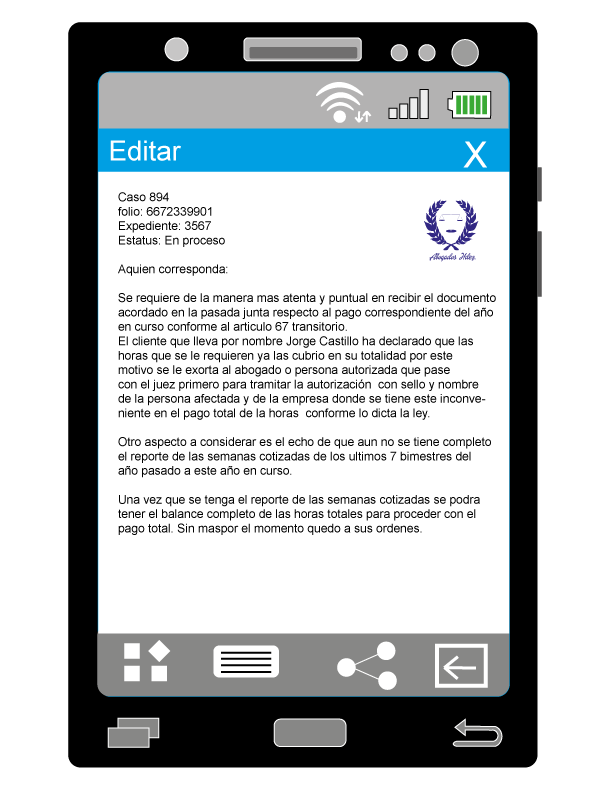 Editar
X
Caso 894
folio: 6672339901
Expediente: 3567
Estatus: En proceso
Abogados Hdez.
Aquien corresponda:
Se requiere de la manera mas atenta y puntual en recibir el documento
acordado en la pasada junta respecto al pago correspondiente del año
en curso conforme al articulo 67 transitorio.
El cliente que lleva por nombre Jorge Castillo ha declarado que las
horas que se le requieren ya las cubrio en su totalidad por este
motivo se le exorta al abogado o persona autorizada que pase
con el juez primero para tramitar la autorización  con sello y nombre
de la persona afectada y de la empresa donde se tiene este inconve-
niente en el pago total de la horas  conforme lo dicta la ley.
Otro aspecto a considerar es el echo de que aun no se tiene completo
el reporte de las semanas cotizadas de los ultimos 7 bimestres del
año pasado a este año en curso.
Una vez que se tenga el reporte de las semanas cotizadas se podra
tener el balance completo de las horas totales para proceder con el
pago total. Sin maspor el momento quedo a sus ordenes.